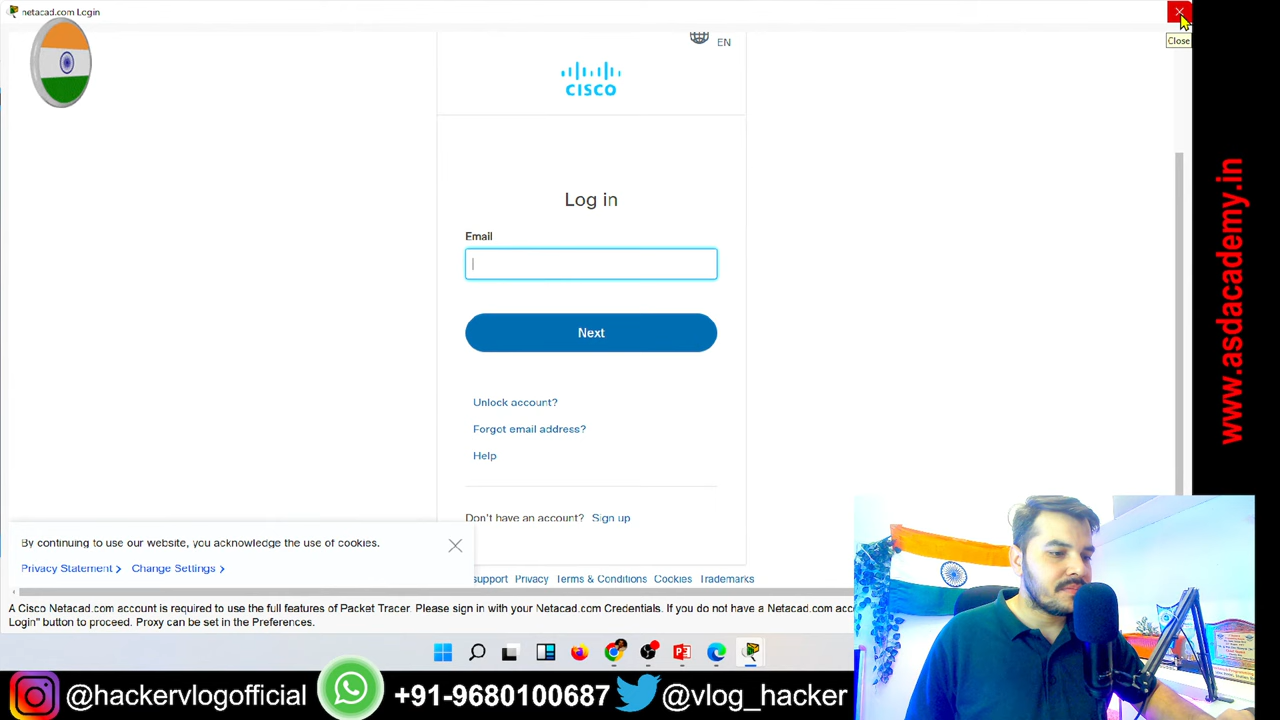 netacad.com Login
Close
EN
CISCO
Log in
Email
Next
Unlock account?
Forgot email address?
Help
Don't have an account? Sign up
By continuing to use our website, you acknowledge the use of cookies.
Privacy Statement > Change Settings >
support Privacy Terms & Conditions Cookies Trademarks
A Cisco Netacad.com account is required to use the full features of Packet Tracer. Please sign in with your Netacad.com Credentials. If you do not have a Netacad.com acco
Login" button to proceed. Proxy can be set in the Preferences.
www.asdacademy.in
@hackervlogofficial +91-9680100687 @vlog_hacker